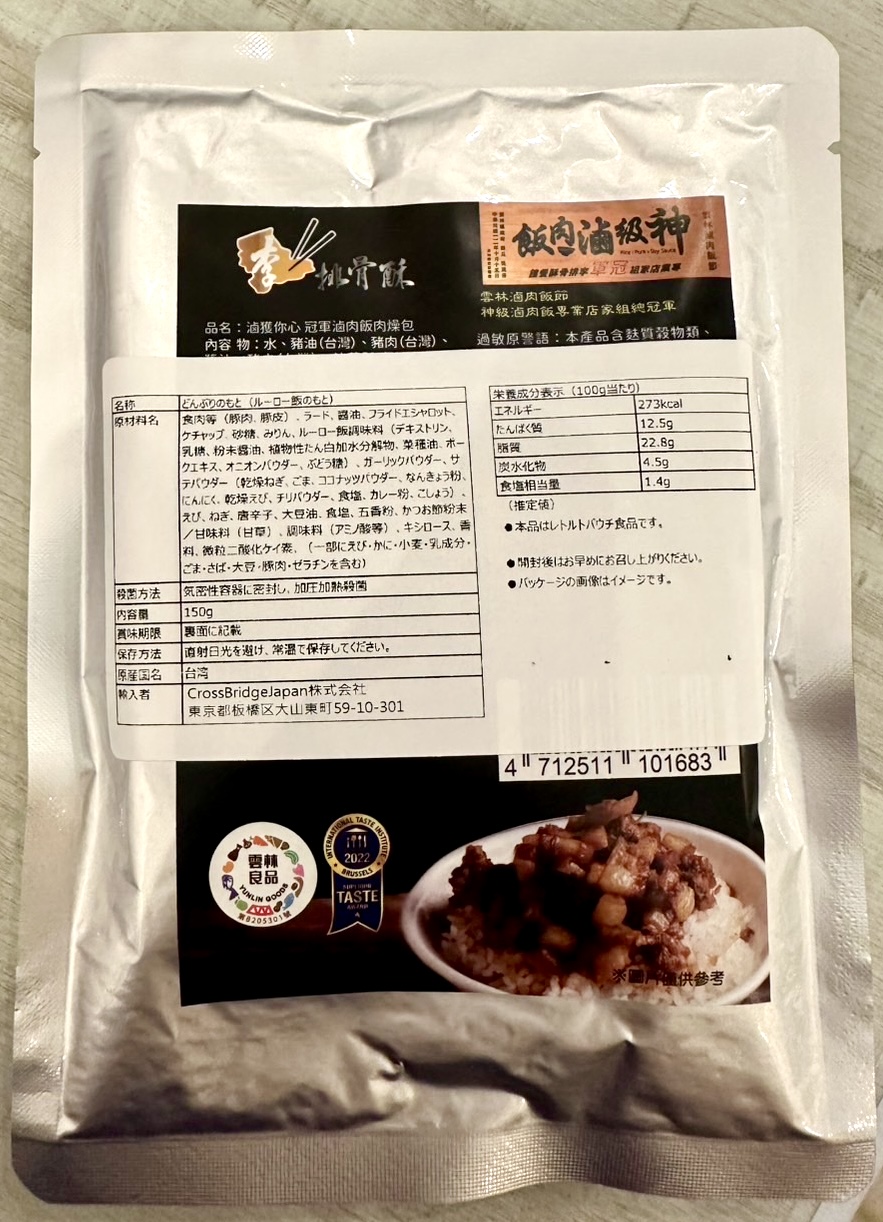 李 排骨酥
飯肉滷級神
雲林滷肉飯節
神級滷肉飯專業店家組總冠軍
品名：滷獲你心 冠軍滷肉飯肉燥包
內容 物：水、豬油(台灣)、豬肉(台灣)、
過敏原警語：本產品含麩質穀物類、
名称 どんぶりのもと（ルーロー飯のもと）
原材料名 食肉等（豚肉、豚皮）、ラード、醤油、フライドエシャロット、
ケチャップ、砂糖、みりん、ルーロー飯調味料（デキストリン、
乳糖、粉末醤油、植物性たん白加水分解物、菜種油、ポー
クエキス、オニオンパウダー、ぶどう糖）、ガーリックパウダー、サ
テパウダー（乾燥ねぎ、ごま、ココナッツパウダー、なんきょう粉、
にんにく、乾燥えび、チリパウダー、食塩、カレー粉、こしょう）、
えび、ねぎ、唐辛子、大豆油、食塩、五香粉、かつお節粉末
／甘味料（甘草）、調味料（アミノ酸等）、キシロース、香
料、微粒二酸化ケイ素、（一部にえび・かに・小麦・乳成分・
ごま・さば・大豆・豚肉・ゼラチンを含む）
殺菌方法 気密性容器に密封し、加圧加熱殺菌
内容量 150g
賞味期限 裏面に記載
保存方法 直射日光を避け、常温で保存してください。
原産国名 台湾
輸入者 CrossBridgeJapan株式会社
東京都板橋区大山東町59-10-301
栄養成分表示（100g当たり）
エネルギー 273kcal
たんぱく質 12.5g
脂質 22.8g
炭水化物 4.5g
食塩相当量 1.4g
（推定値）
●本品はレトルトパウチ食品です。
●開封後はお早めにお召し上がりください。
●パッケージの画像はイメージです。
4 712511 101683
雲林
良品
YUNLIN GOODS
第8205301號
INTERNATIONAL TASTE INSTITUTE
2022
BRUSSELS
SUPERIOR
TASTE
AWARD
※圖片僅供參考